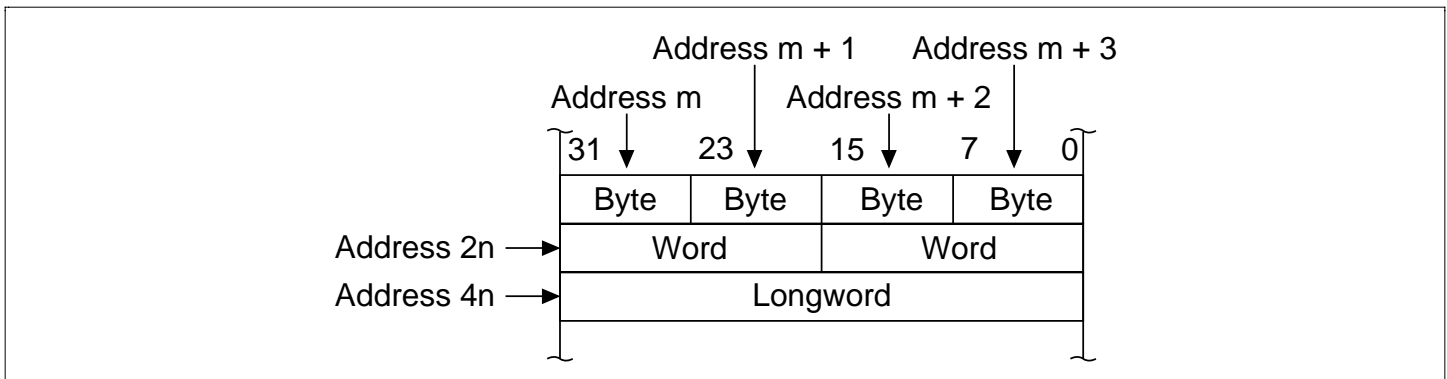 Address m + 1 Address m + 3
Address m Address m + 2
31 23 15 7 0
Byte Byte Byte Byte
Address 2n Word Word
Address 4n Longword